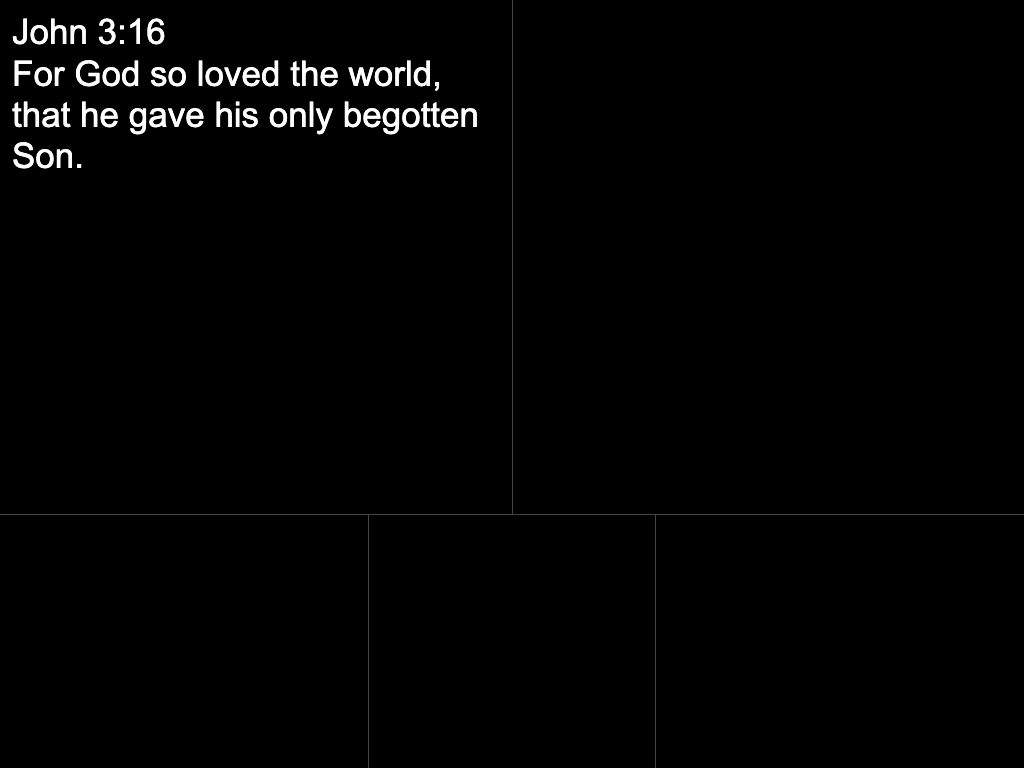 John 3:16
For God so loved the world,
that he gave his only begotten
Son.